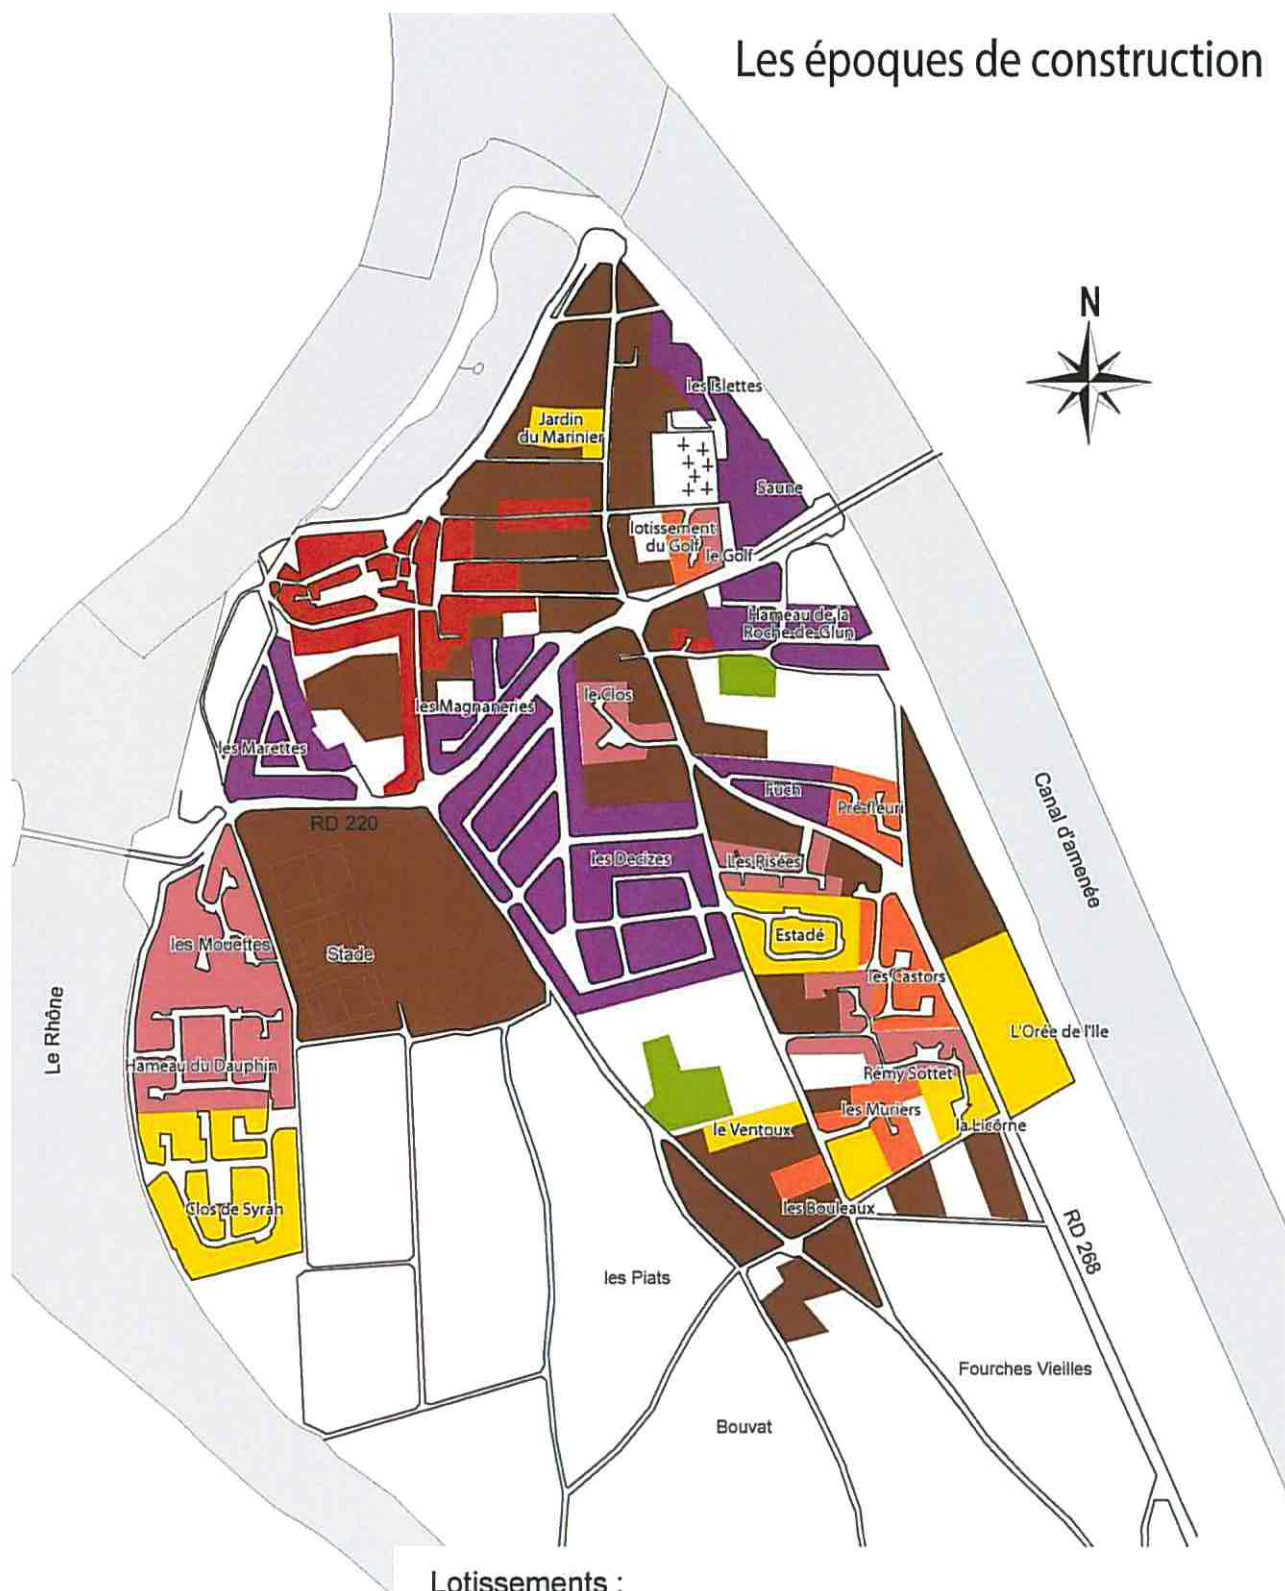 Les époques de construction
N
les Islettes
Jardin
du Marinier
Saune
lotissement
du Golf
le Golf
Hameau de la
Roche-de-Glun
le Clos
les Magnaneries
les Marettes
Fuch
Pré-fleuri
Canal d'amenée
RD 220
les Decizes
Les Risées
Estadé
les Mouettes
Stade
les Castors
Le Rhône
L'Orée de l'Ile
Hameau du Dauphin
Rémy Sottet
les Muriers
le Ventoux
la Licorne
Clos de Syrah
les Bouleaux
RD 268
les Piats
Fourches Vieilles
Bouvat
Lotissements :